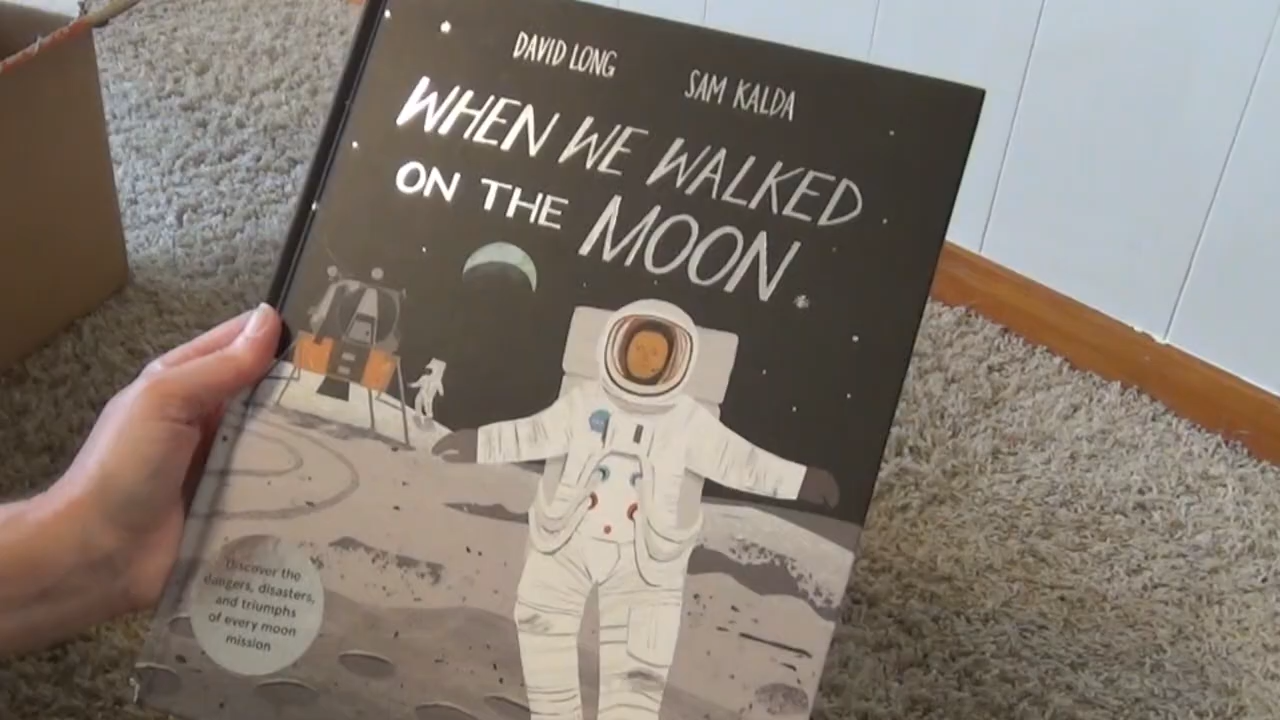 DAVID LONG
SAM KALDA
WHEN WE WALKED
ON THE MOON
Discover the
dangers, disasters,
and triumphs
of every moon
mission